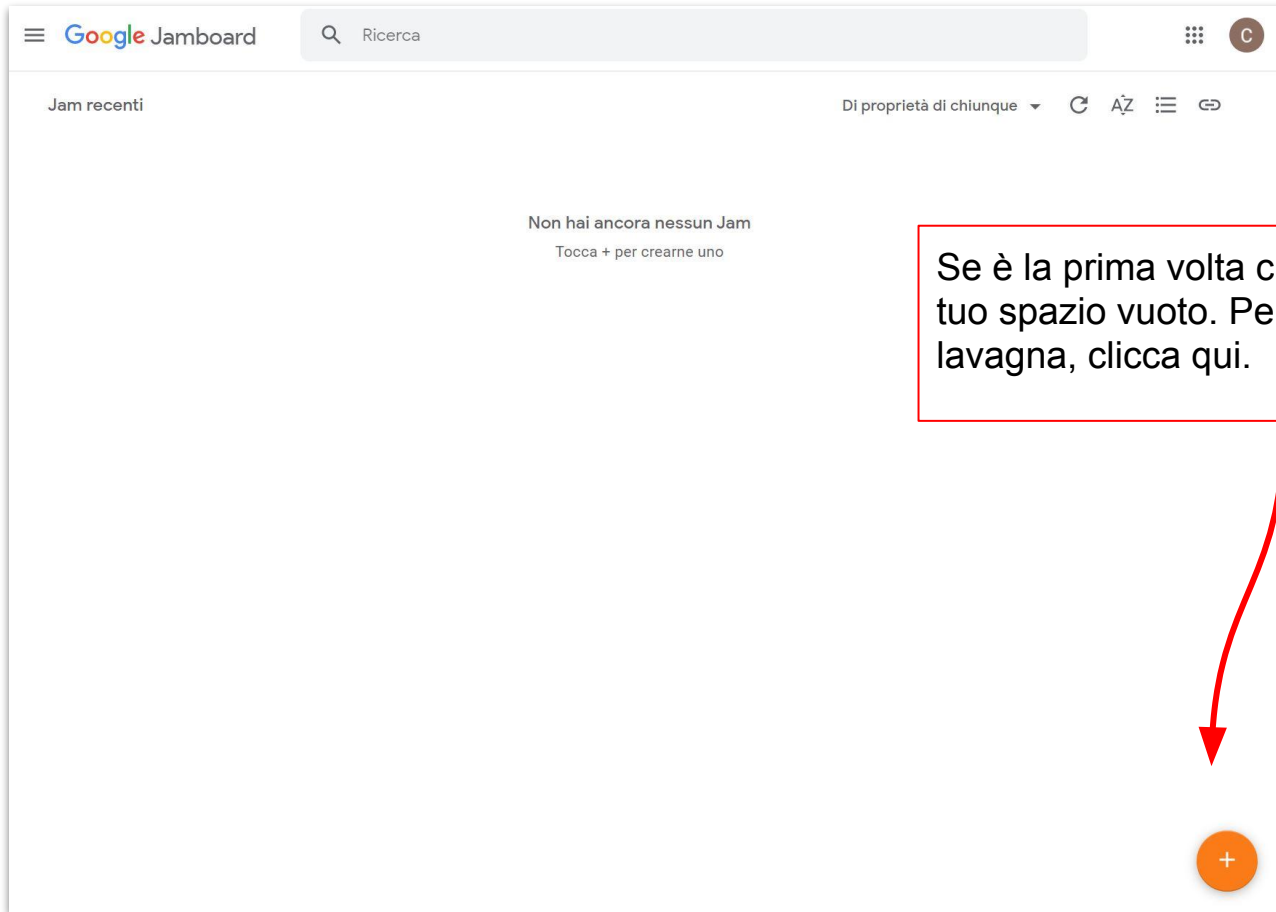 Google Jamboard
Ricerca
C
Jam recenti
Di proprietà di chiunque
AZ
Non hai ancora nessun Jam
Tocca + per crearne uno
Se è la prima volta c
tuo spazio vuoto. Pe
lavagna, clicca qui.
+